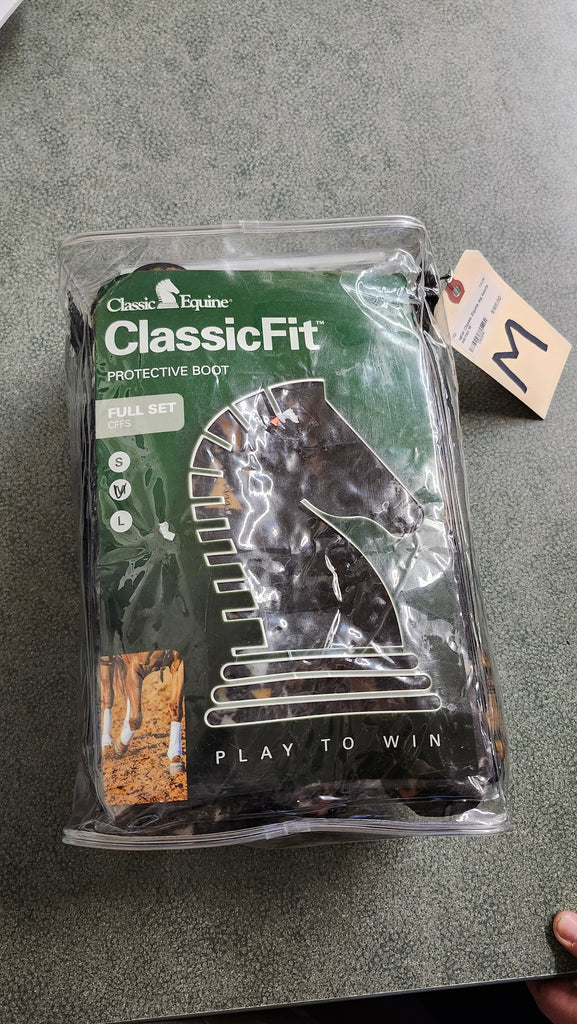 Classic Equine®
ClassicFit™
PROTECTIVE BOOT
FULL SET
CFFS
S
M
L
PLAY TO WIN
M